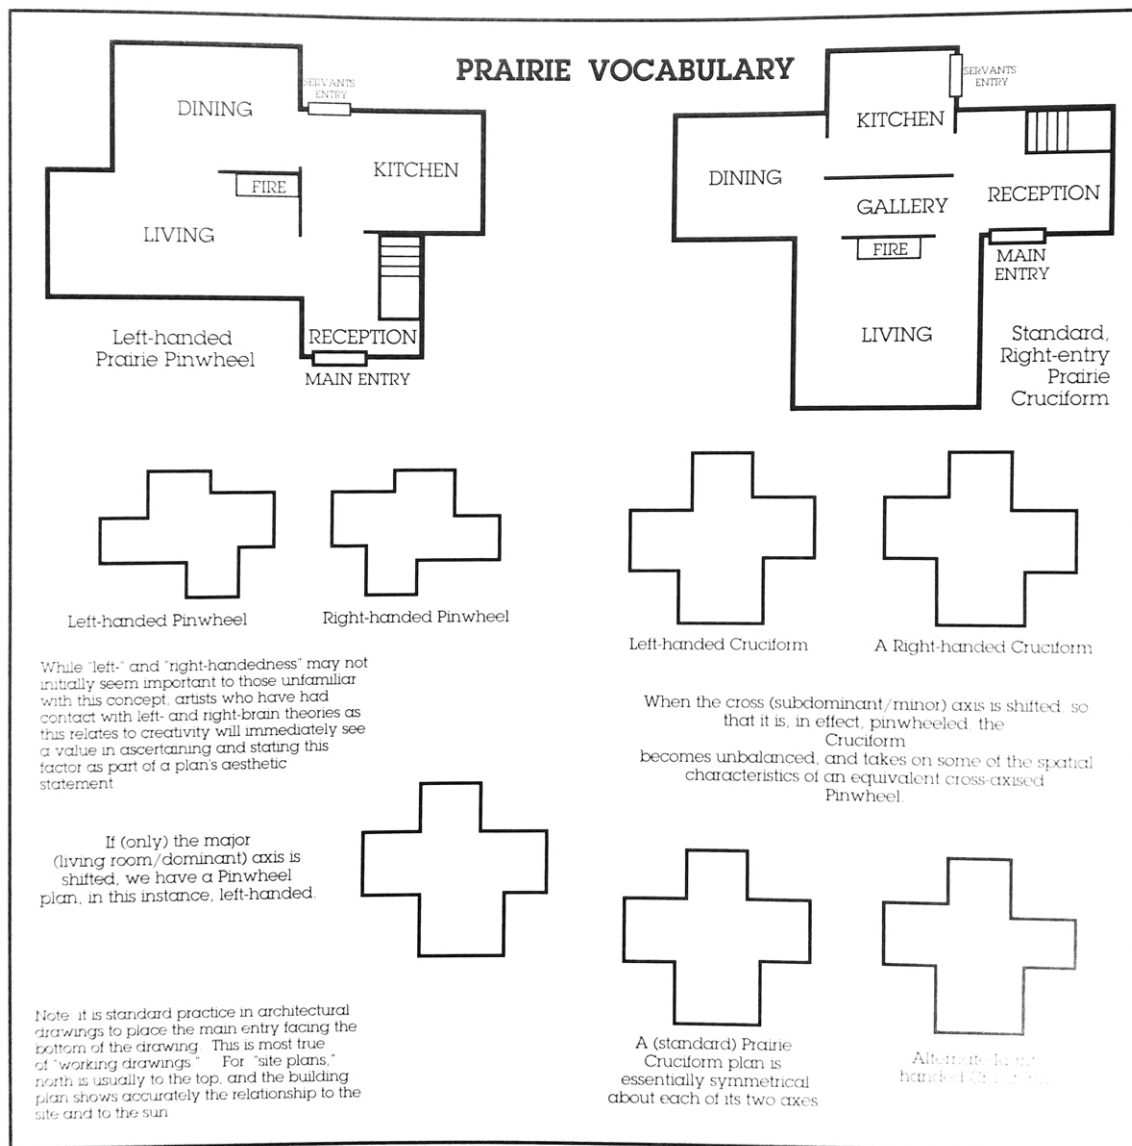 PRAIRIE VOCABULARY
SERVANTS
ENTRY
DINING
KITCHEN
FIRE
LIVING
RECEPTION
MAIN ENTRY
Left-handed
Prairie Pinwheel
SERVANTS
ENTRY
KITCHEN
DINING
RECEPTION
GALLERY
FIRE
MAIN
ENTRY
LIVING
Standard,
Right-entry
Prairie
Cruciform
Left-handed Pinwheel
Right-handed Pinwheel
Left-handed Cruciform
A Right-handed Cruciform
While "left-" and "right-handedness" may not
initially seem important to those unfamiliar
with this concept, artists who have had
contact with left- and right-brain theories as
this relates to creativity will immediately see
a value in ascertaining and stating this
factor as part of a plan's aesthetic
statement
When the cross (subdominant/minor) axis is shifted, so
that it is, in effect, pinwheeled, the
Cruciform
becomes unbalanced, and takes on some of the spatial
characteristics of an equivalent cross-axised
Pinwheel.
If (only) the major
(living room/dominant) axis is
shifted, we have a Pinwheel
plan, in this instance, left-handed.
Note: it is standard practice in architectural
drawings to place the main entry facing the
bottom of the drawing. This is most true
of "working drawings." For "site plans,"
north is usually to the top, and the building
plan shows accurately the relationship to the
site and to the sun
A (standard) Prairie
Cruciform plan is
essentially symmetrical
about each of its two axes
Alternate
handed